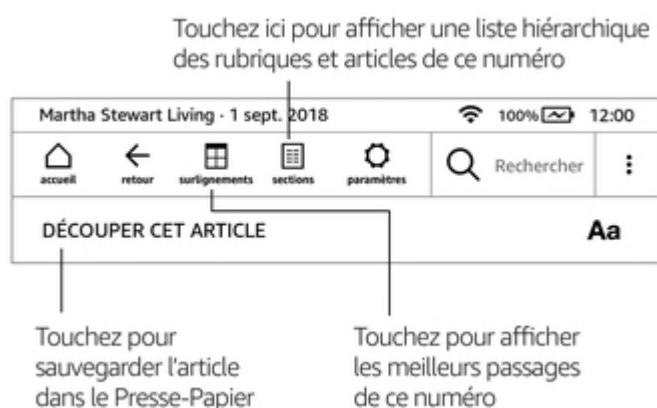 Touchez ici pour afficher une liste hiérarchique
des rubriques et articles de ce numéro
Martha Stewart Living · 1 sept. 2018 100% 12:00
accueil retour surlignements sections paramètres Rechercher
DÉCOUPER CET ARTICLE Aa
Touchez pour
sauvegarder l'article
dans le Presse-Papier
Touchez pour afficher
les meilleurs passages
de ce numéro